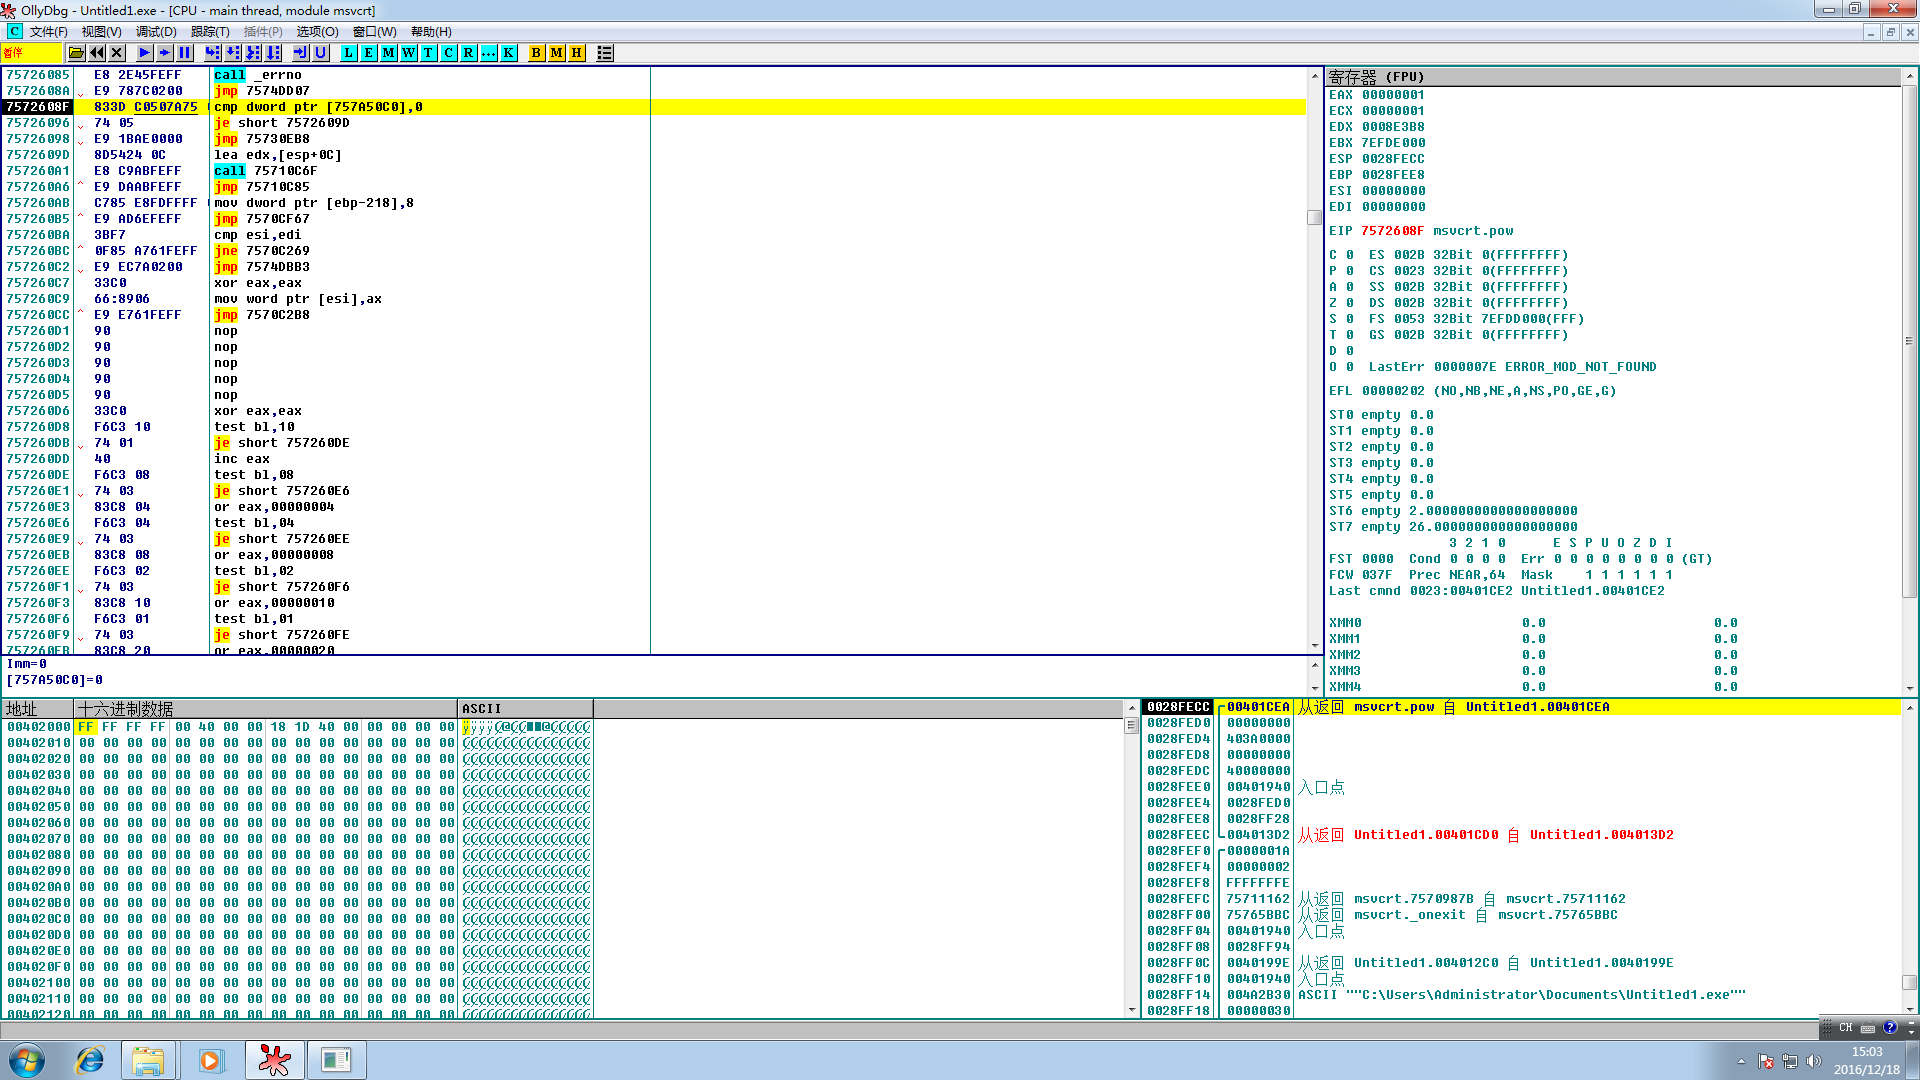 OllyDbg - Untitled1.exe - [CPU - main thread, module msvcrt]
C 文件(F) 视图(V) 调试(D) 跟踪(T) 插件(P) 选项(O) 窗口(W) 帮助(H)
暂停 L E M W T C R ... K B M H
75726085 E8 2E45FEFF call _errno
7572608A E9 787C0200 jmp 7574DD07
7572608F 833D C0507A75 cmp dword ptr [757A50C0],0
75726096 74 05 je short 7572609D
75726098 E9 1BAE0000 jmp 75730EB8
7572609D 8D5424 0C lea edx,[esp+0C]
757260A1 E8 C9ABFEFF call 75710C6F
757260A6 E9 DAABFEFF jmp 75710C85
757260AB C785 E8FDFFFF mov dword ptr [ebp-218],8
757260B5 E9 AD6EFEFF jmp 7570CF67
757260BA 3BF7 cmp esi,edi
757260BC 0F85 A761FEFF jne 7570C269
757260C2 E9 EC7A0200 jmp 7574DBB3
757260C7 33C0 xor eax,eax
757260C9 66:8906 mov word ptr [esi],ax
757260CC E9 E761FEFF jmp 7570C2B8
757260D1 90 nop
757260D2 90 nop
757260D3 90 nop
757260D4 90 nop
757260D5 90 nop
757260D6 33C0 xor eax,eax
757260D8 F6C3 10 test bl,10
757260DB 74 01 je short 757260DE
757260DD 40 inc eax
757260DE F6C3 08 test bl,08
757260E1 74 03 je short 757260E6
757260E3 83C8 04 or eax,00000004
757260E6 F6C3 04 test bl,04
757260E9 74 03 je short 757260EE
757260EB 83C8 08 or eax,00000008
757260EE F6C3 02 test bl,02
757260F1 74 03 je short 757260F6
757260F3 83C8 10 or eax,00000010
757260F6 F6C3 01 test bl,01
757260F9 74 03 je short 757260FE
757260FB 83C8 20 or eax,00000020
Imm=0
[757A50C0]=0
寄存器 (FPU)
EAX 00000001
ECX 00000001
EDX 0008E3B8
EBX 7EFDE000
ESP 0028FECC
EBP 0028FEE8
ESI 00000000
EDI 00000000
EIP 7572608F msvcrt.pow
C 0 ES 002B 32Bit 0(FFFFFFFF)
P 0 CS 0023 32Bit 0(FFFFFFFF)
A 0 SS 002B 32Bit 0(FFFFFFFF)
Z 0 DS 002B 32Bit 0(FFFFFFFF)
S 0 FS 0053 32Bit 7EFDD000(FFF)
T 0 GS 002B 32Bit 0(FFFFFFFF)
D 0
O 0 LastErr 0000007E ERROR_MOD_NOT_FOUND
EFL 00000202 (NO,NB,NE,A,NS,PO,GE,G)
ST0 empty 0.0
ST1 empty 0.0
ST2 empty 0.0
ST3 empty 0.0
ST4 empty 0.0
ST5 empty 0.0
ST6 empty 2.0000000000000000000
ST7 empty 26.000000000000000000
3 2 1 0 E S P U O Z D I
FST 0000 Cond 0 0 0 0 Err 0 0 0 0 0 0 0 0 (GT)
FCW 037F Prec NEAR,64 Mask 1 1 1 1 1 1
Last cmnd 0023:00401CE2 Untitled1.00401CE2
XMM0 0.0 0.0
XMM1 0.0 0.0
XMM2 0.0 0.0
XMM3 0.0 0.0
XMM4 0.0 0.0
地址 十六进制数据 ASCII
00402000 FF FF FF FF 00 40 00 00 18 1D 40 00 00 00 00 00
00402010 00 00 00 00 00 00 00 00 00 00 00 00 00 00 00 00
00402020 00 00 00 00 00 00 00 00 00 00 00 00 00 00 00 00
00402030 00 00 00 00 00 00 00 00 00 00 00 00 00 00 00 00
00402040 00 00 00 00 00 00 00 00 00 00 00 00 00 00 00 00
00402050 00 00 00 00 00 00 00 00 00 00 00 00 00 00 00 00
00402060 00 00 00 00 00 00 00 00 00 00 00 00 00 00 00 00
00402070 00 00 00 00 00 00 00 00 00 00 00 00 00 00 00 00
00402080 00 00 00 00 00 00 00 00 00 00 00 00 00 00 00 00
00402090 00 00 00 00 00 00 00 00 00 00 00 00 00 00 00 00
004020A0 00 00 00 00 00 00 00 00 00 00 00 00 00 00 00 00
004020B0 00 00 00 00 00 00 00 00 00 00 00 00 00 00 00 00
004020C0 00 00 00 00 00 00 00 00 00 00 00 00 00 00 00 00
004020D0 00 00 00 00 00 00 00 00 00 00 00 00 00 00 00 00
004020E0 00 00 00 00 00 00 00 00 00 00 00 00 00 00 00 00
004020F0 00 00 00 00 00 00 00 00 00 00 00 00 00 00 00 00
00402100 00 00 00 00 00 00 00 00 00 00 00 00 00 00 00 00
00402110 00 00 00 00 00 00 00 00 00 00 00 00 00 00 00 00
00402120 00 00 00 00 00 00 00 00 00 00 00 00 00 00 00 00
0028FECC 00401CEA 从返回 msvcrt.pow 自 Untitled1.00401CEA
0028FED0 00000000
0028FED4 403A0000
0028FED8 00000000
0028FEDC 40000000
0028FEE0 00401940 入口点
0028FEE4 0028FED0
0028FEE8 0028FF28
0028FEEC 004013D2 从返回 Untitled1.00401CD0 自 Untitled1.004013D2
0028FEF0 0000001A
0028FEF4 00000002
0028FEF8 FFFFFFFE
0028FEFC 75711162 从返回 msvcrt.7570987B 自 msvcrt.75711162
0028FF00 75765BBC 从返回 msvcrt._onexit 自 msvcrt.75765BBC
0028FF04 00401940 入口点
0028FF08 0028FF94
0028FF0C 0040199E 从返回 Untitled1.004012C0 自 Untitled1.0040199E
0028FF10 00401940 入口点
0028FF14 004A2B30 ASCII ""C:\Users\Administrator\Documents\Untitled1.exe""
0028FF18 00000030
CH
15:03
2016/12/18